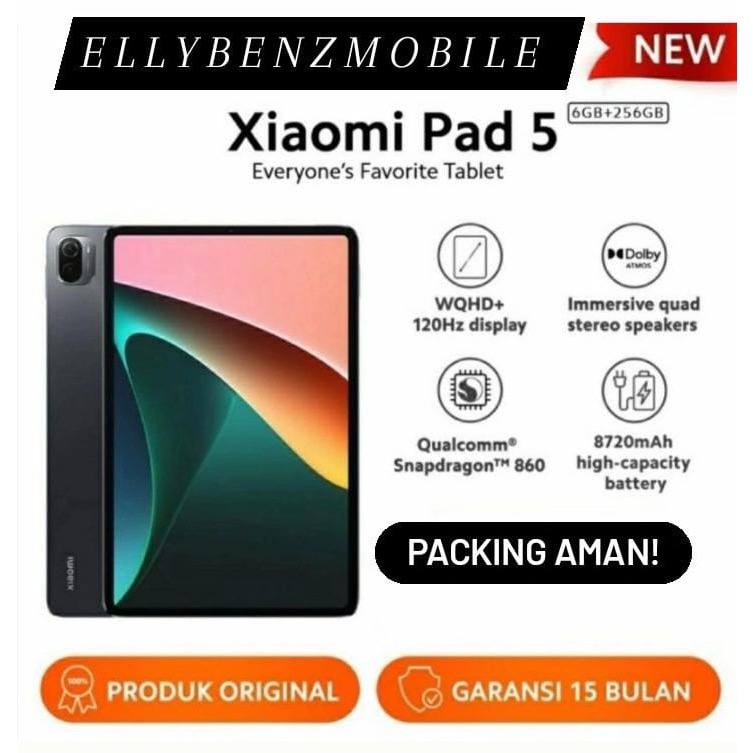 ELLYBENZMOBILE
NEW
Xiaomi Pad 5
6GB+256GB
Everyone's Favorite Tablet
WQHD+
120Hz display
Dolby
ATMOS
Immersive quad
stereo speakers
Qualcomm®
Snapdragon™ 860
8720mAh
high-capacity
battery
xiaomi
PACKING AMAN!
100%
PRODUK ORIGINAL
GARANSI 15 BULAN